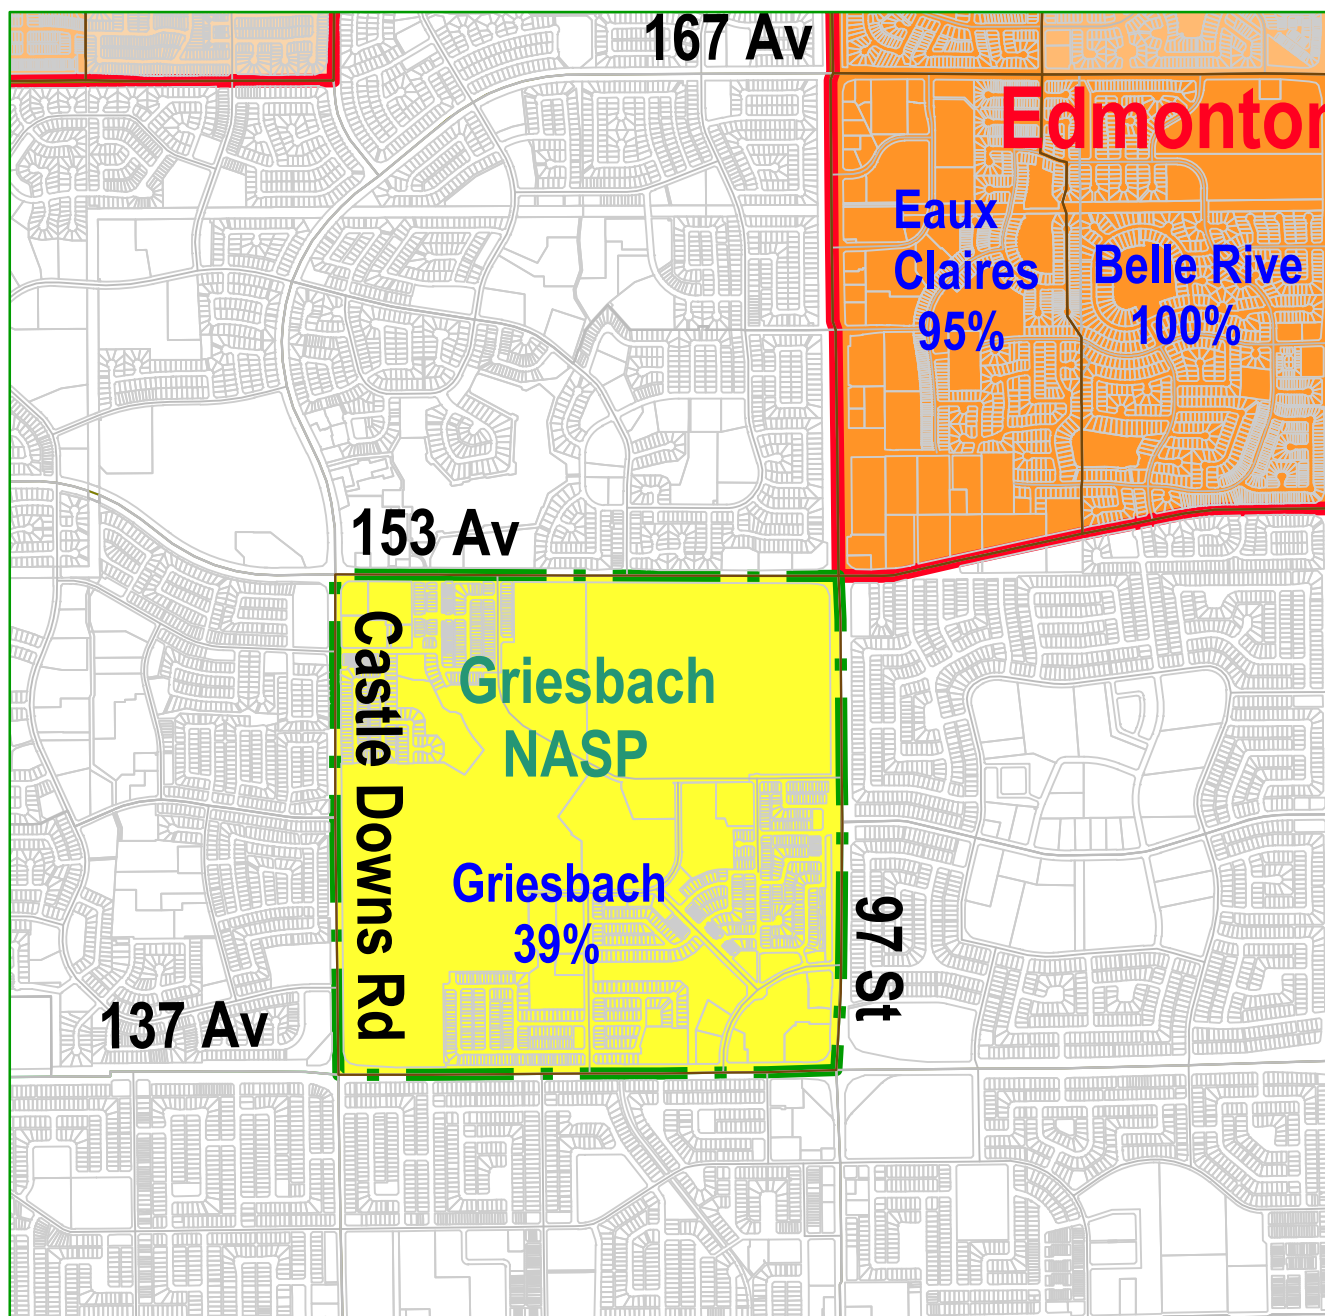 167 Av
Edmonton
Eaux
Claires
95%
Belle Rive
100%
153 Av
Castle Downs Rd
Griesbach
NASP
Griesbach
39%
97 St
137 Av